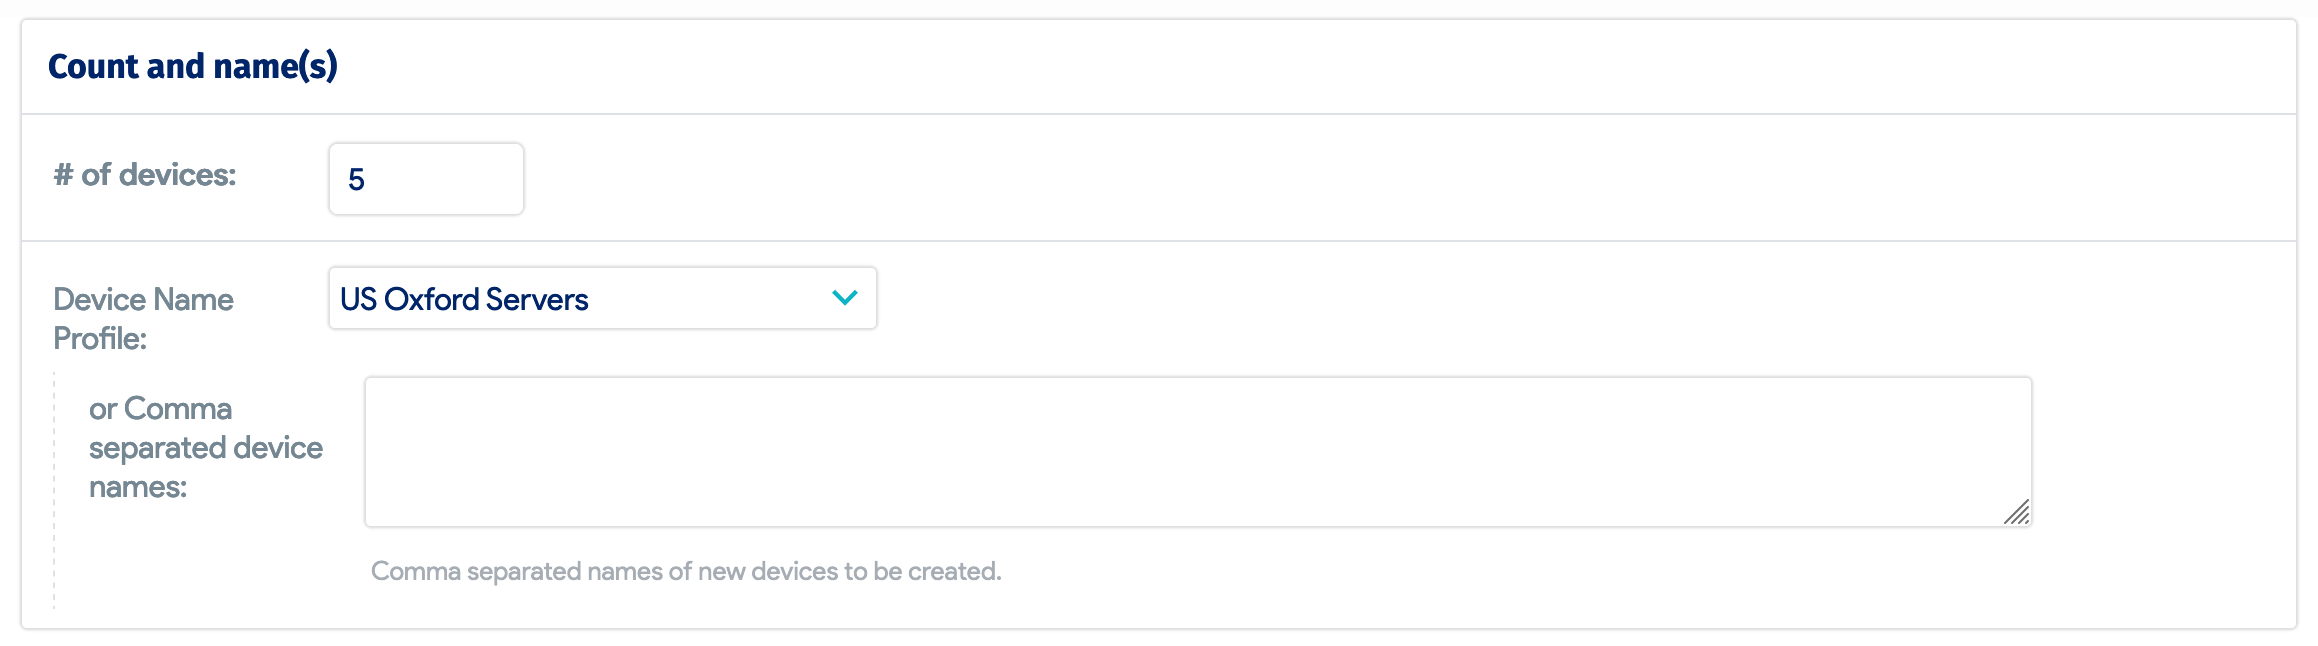 Count and name(s)
# of devices:
5
Device Name
Profile:
US Oxford Servers
or Comma
separated device
names:
Comma separated names of new devices to be created.